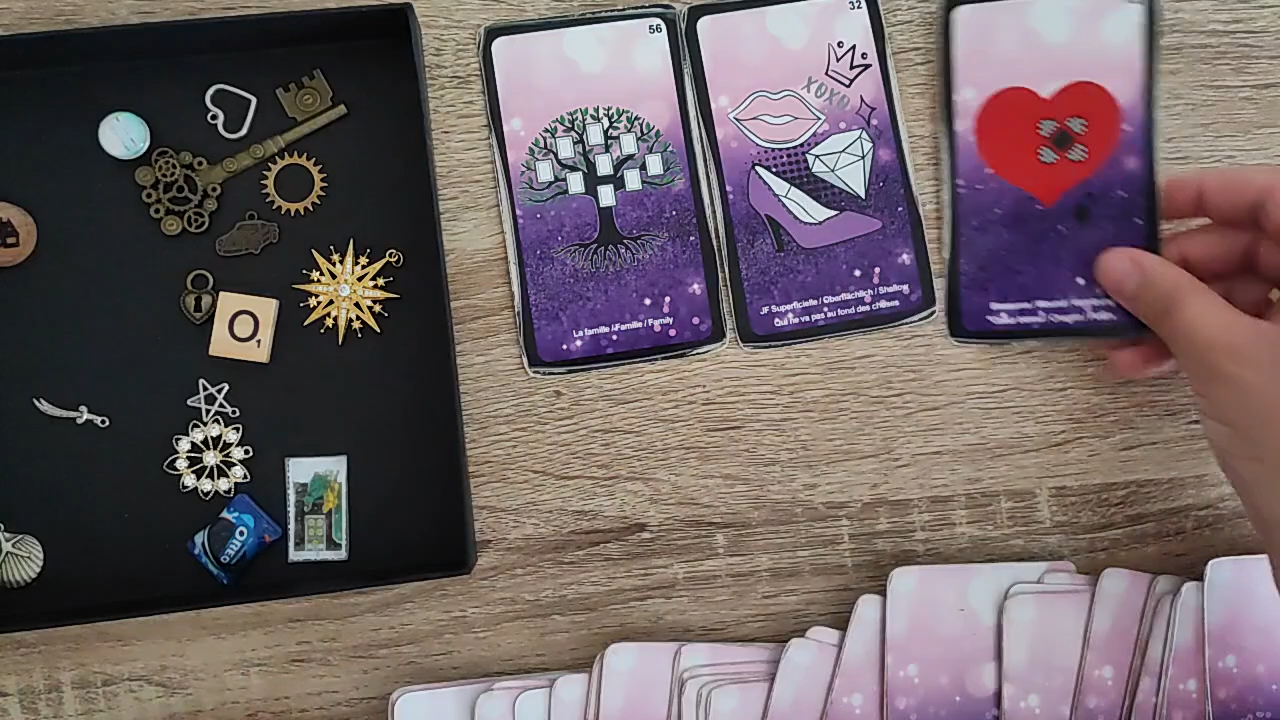 56
32
XOXO
La famille / Familie / Family
JF Superficielle / Oberflächlich / Shallow
Qui ne va pas au fond des choses
O
1
OREO